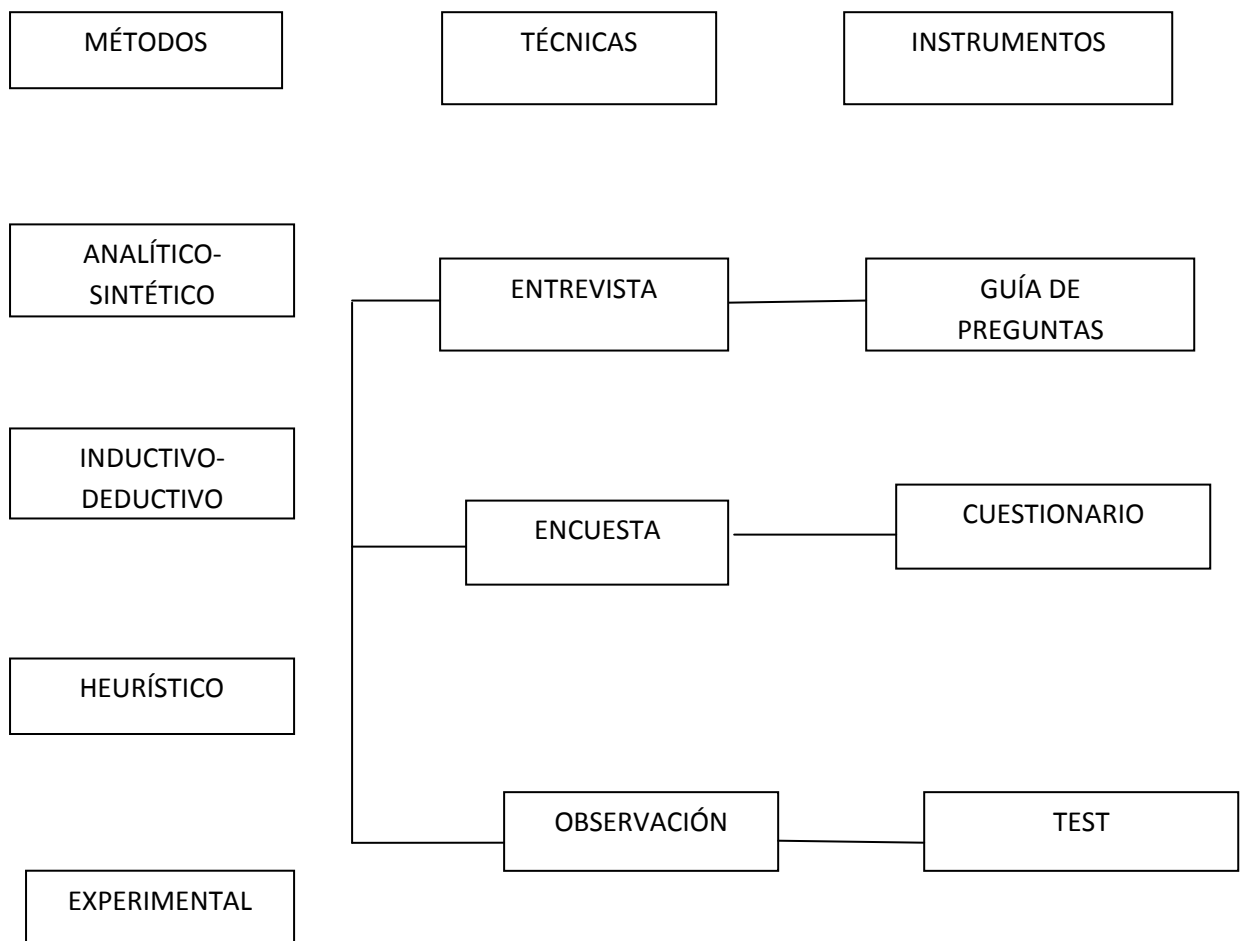 MÉTODOS
TÉCNICAS
INSTRUMENTOS
ANALÍTICO-
SINTÉTICO
ENTREVISTA
GUÍA DE
PREGUNTAS
INDUCTIVO-
DEDUCTIVO
ENCUESTA
CUESTIONARIO
HEURÍSTICO
OBSERVACIÓN
TEST
EXPERIMENTAL